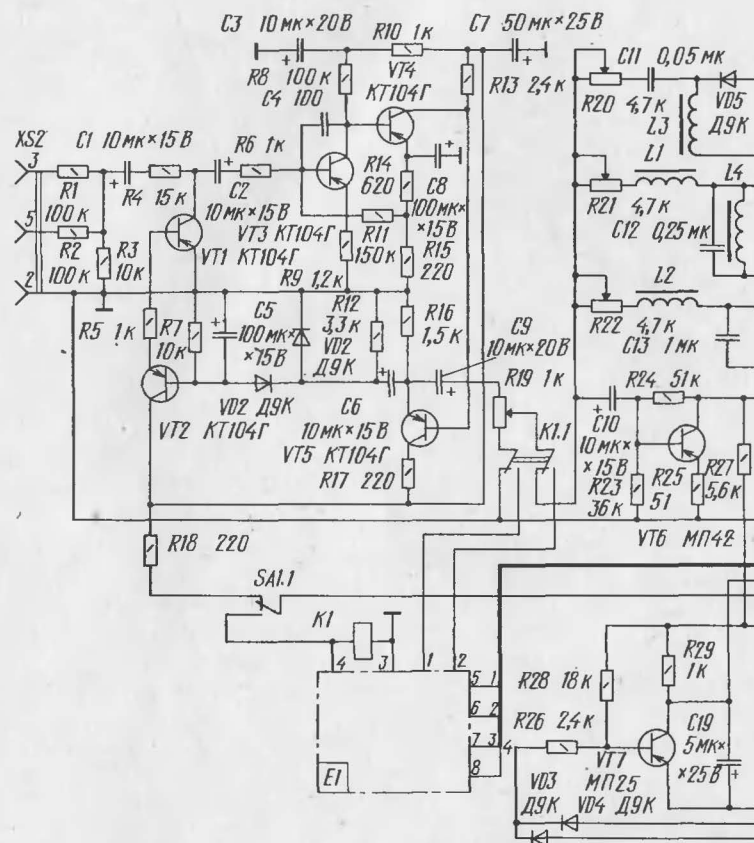 C3 10мк×20В
R10 1к
C7 50мк×25В
R8 100к
VT4
КТ104Г
C4 100
R13 2,4к
C11 0,05мк
R20 4,7к
VD5
Д9К
L3
XS2
3
C1 10мк×15В
R6 1к
R1
100к
R4 15к
C2
10мк×15В
R14
620
C8
100мк×
×15В
L1
L4
5
R2
100к
R3
10к
VT3 КТ104Г
VT1 КТ104Г
R11
150к
R15
220
R21 4,7к
C12 0,25мк
2
R9 1,2к
L2
R5 1к
R7
10к
C5
100мк×
×15В
R12
3,3к
VD2
Д9К
R16
1,5к
C9
10мк×20В
R22 4,7к
C13 1мк
R19 1к
R24 51к
VD2 Д9К
VT2 КТ104Г
C6
10мк×15В
VT5 КТ104Г
R17 220
K1.1
C10
10мк×
×15В
R23
36к
R25
51
R27
5,6к
VT6 МП42
R18 220
SA1.1
K1
4
3
1
2
5 1
6 2
7 3
8
4
E1
R28 18к
R29
1к
R26 2,4к
C19
5мк×
×25В
VT7
МП25
VD3
Д9К
VD4 Д9К